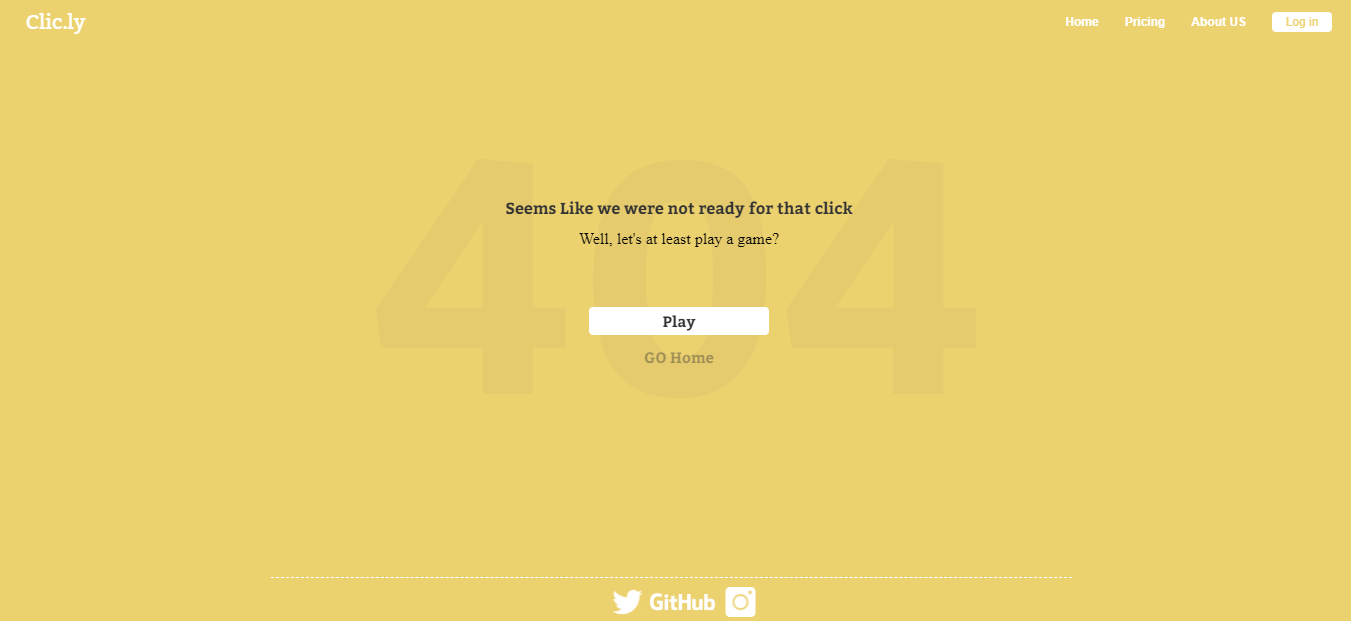 Clic.ly
Home Pricing About US Log in
404
Seems Like we were not ready for that click
Well, let's at least play a game?
Play
GO Home
GitHub